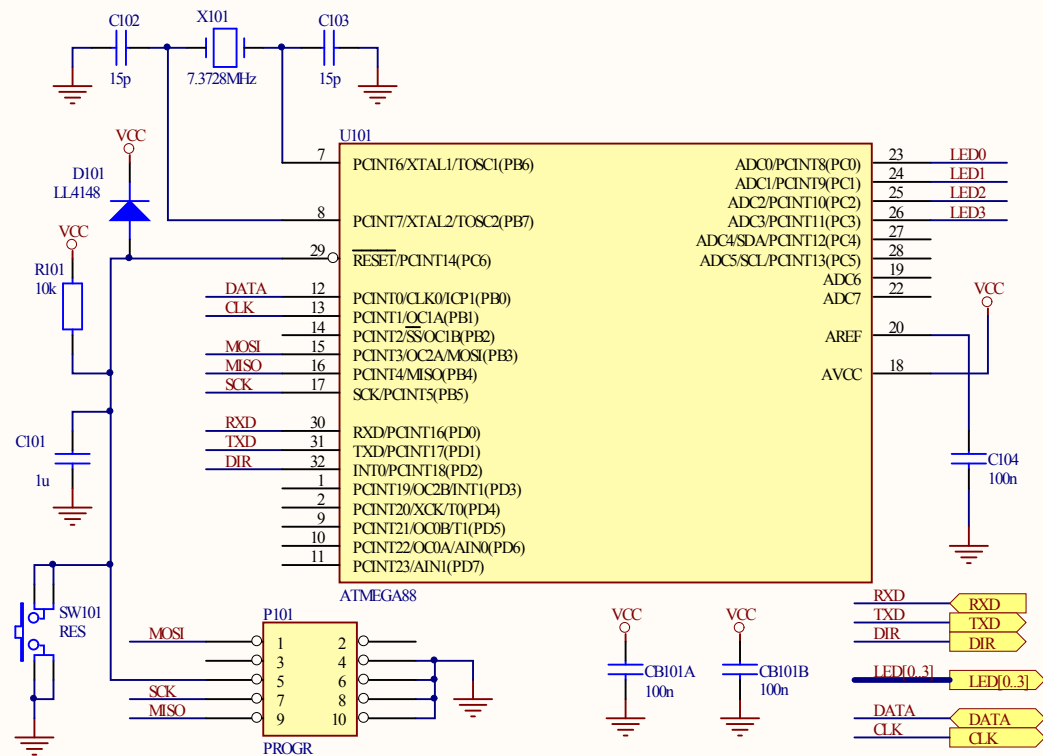 C102
X101
C103
15p
7.3728MHz
15p
VCC
D101
LL4148
VCC
R101
10k
C101
1u
SW101
RES
U101
7 PCINT6/XTAL1/TOSC1(PB6)
8 PCINT7/XTAL2/TOSC2(PB7)
29 RESET/PCINT14(PC6)
DATA 12 PCINT0/CLK0/ICP1(PB0)
CLK 13 PCINT1/OC1A(PB1)
14 PCINT2/SS/OC1B(PB2)
MOSI 15 PCINT3/OC2A/MOSI(PB3)
MISO 16 PCINT4/MISO(PB4)
SCK 17 SCK/PCINT5(PB5)
RXD 30 RXD/PCINT16(PD0)
TXD 31 TXD/PCINT17(PD1)
DIR 32 INT0/PCINT18(PD2)
1 PCINT19/OC2B/INT1(PD3)
2 PCINT20/XCK/T0(PD4)
9 PCINT21/OC0B/T1(PD5)
10 PCINT22/OC0A/AIN0(PD6)
11 PCINT23/AIN1(PD7)
ADC0/PCINT8(PC0) 23 LED0
ADC1/PCINT9(PC1) 24 LED1
ADC2/PCINT10(PC2) 25 LED2
ADC3/PCINT11(PC3) 26 LED3
ADC4/SDA/PCINT12(PC4) 27
ADC5/SCL/PCINT13(PC5) 28
ADC6 19
ADC7 22
AREF 20
AVCC 18
VCC
C104
100n
ATMEGA88
P101
MOSI 1 2
3 4
5 6
SCK 7 8
MISO 9 10
PROGR
VCC
CB101A
100n
VCC
CB101B
100n
RXD RXD
TXD TXD
DIR DIR
LED[0..3] LED[0..3]
DATA DATA
CLK CLK